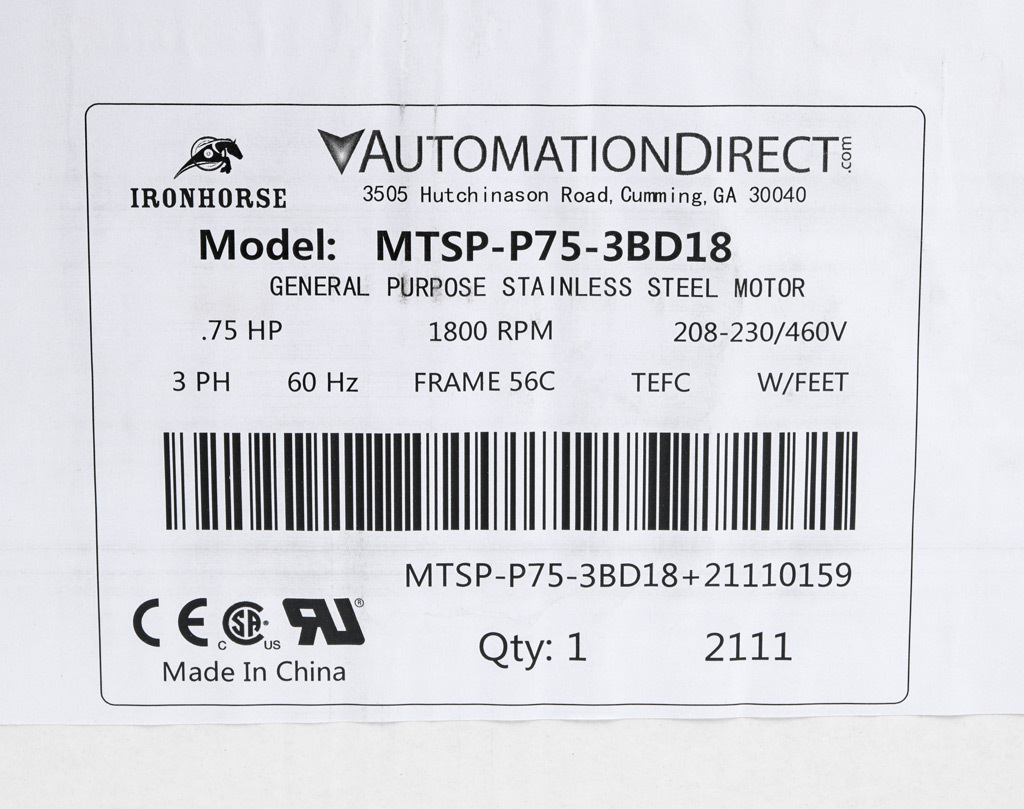 IRONHORSE
AUTOMATIONDIRECT.com
3505 Hutchinason Road, Cumming, GA 30040
Model: MTSP-P75-3BD18
GENERAL PURPOSE STAINLESS STEEL MOTOR
.75 HP 1800 RPM 208-230/460V
3 PH 60 Hz FRAME 56C TEFC W/FEET
MTSP-P75-3BD18+21110159
CE C SA® US RU®
Qty: 1 2111
Made In China